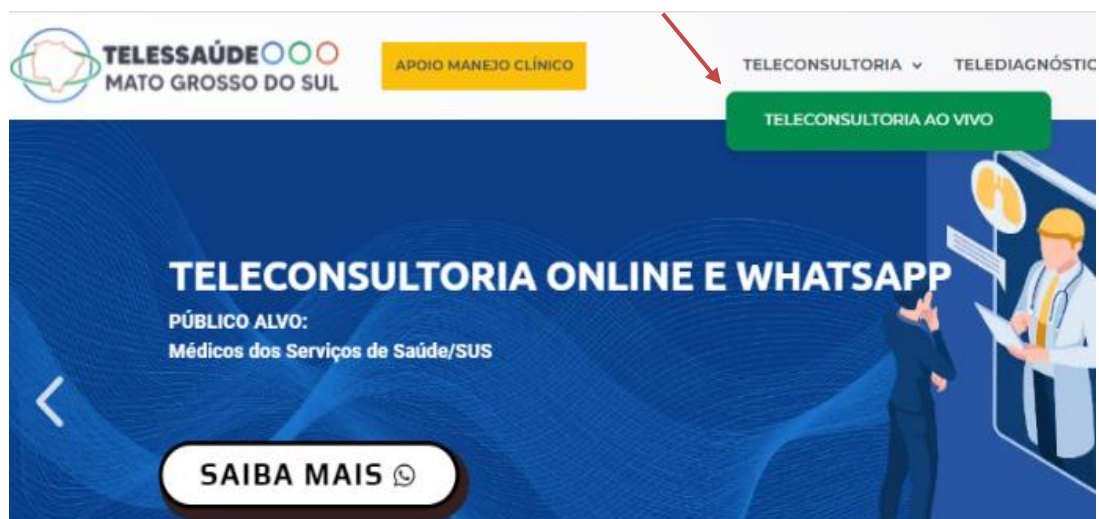 TELESSAÚDE
MATO GROSSO DO SUL
APOIO MANEJO CLÍNICO
TELECONSULTORIA
TELEDIAGNÓSTIC
TELECONSULTORIA AO VIVO
TELECONSULTORIA ONLINE E WHATSAPP
PÚBLICO ALVO:
Médicos dos Serviços de Saúde/SUS
SAIBA MAIS